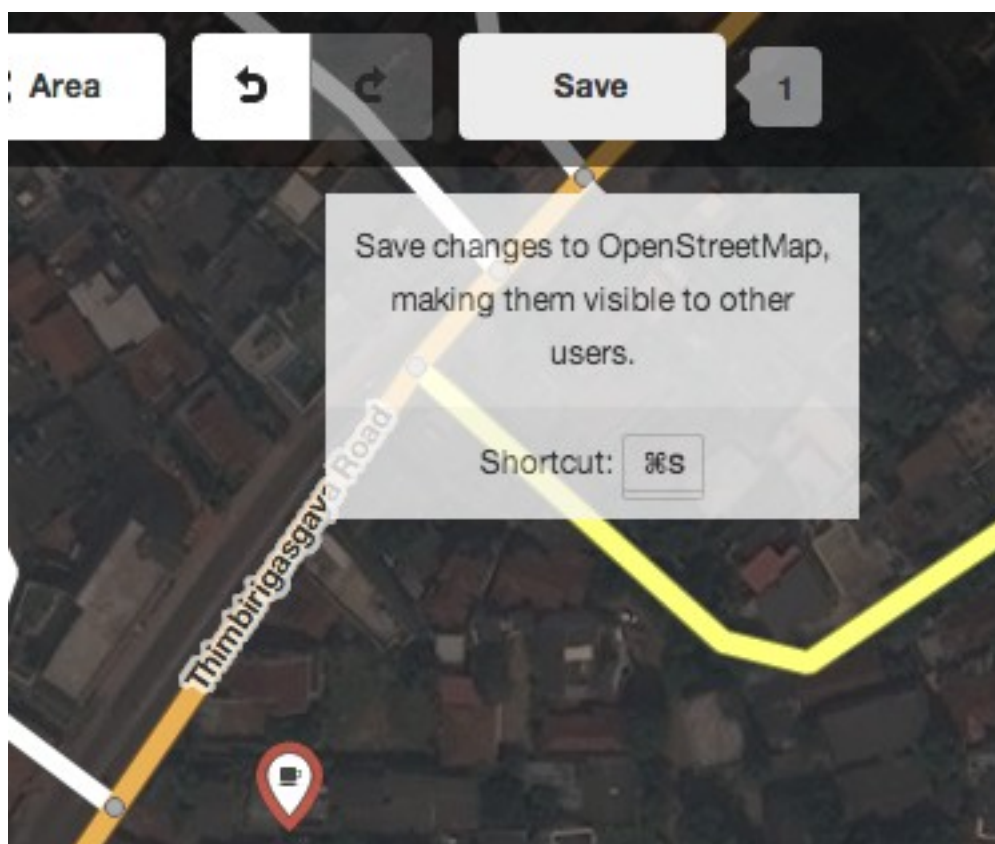 Area
Save
1
Save changes to OpenStreetMap,
making them visible to other
users.
Shortcut: ⌘S
Thimbirigasgaya Road